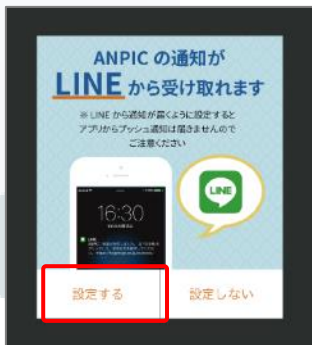 ANPIC の通知が
LINE から受け取れます
※ LINE から通知が届くように設定すると
アプリからプッシュ通知は届きませんので
ご注意ください
16:30
LINE
LINE
設定する
設定しない